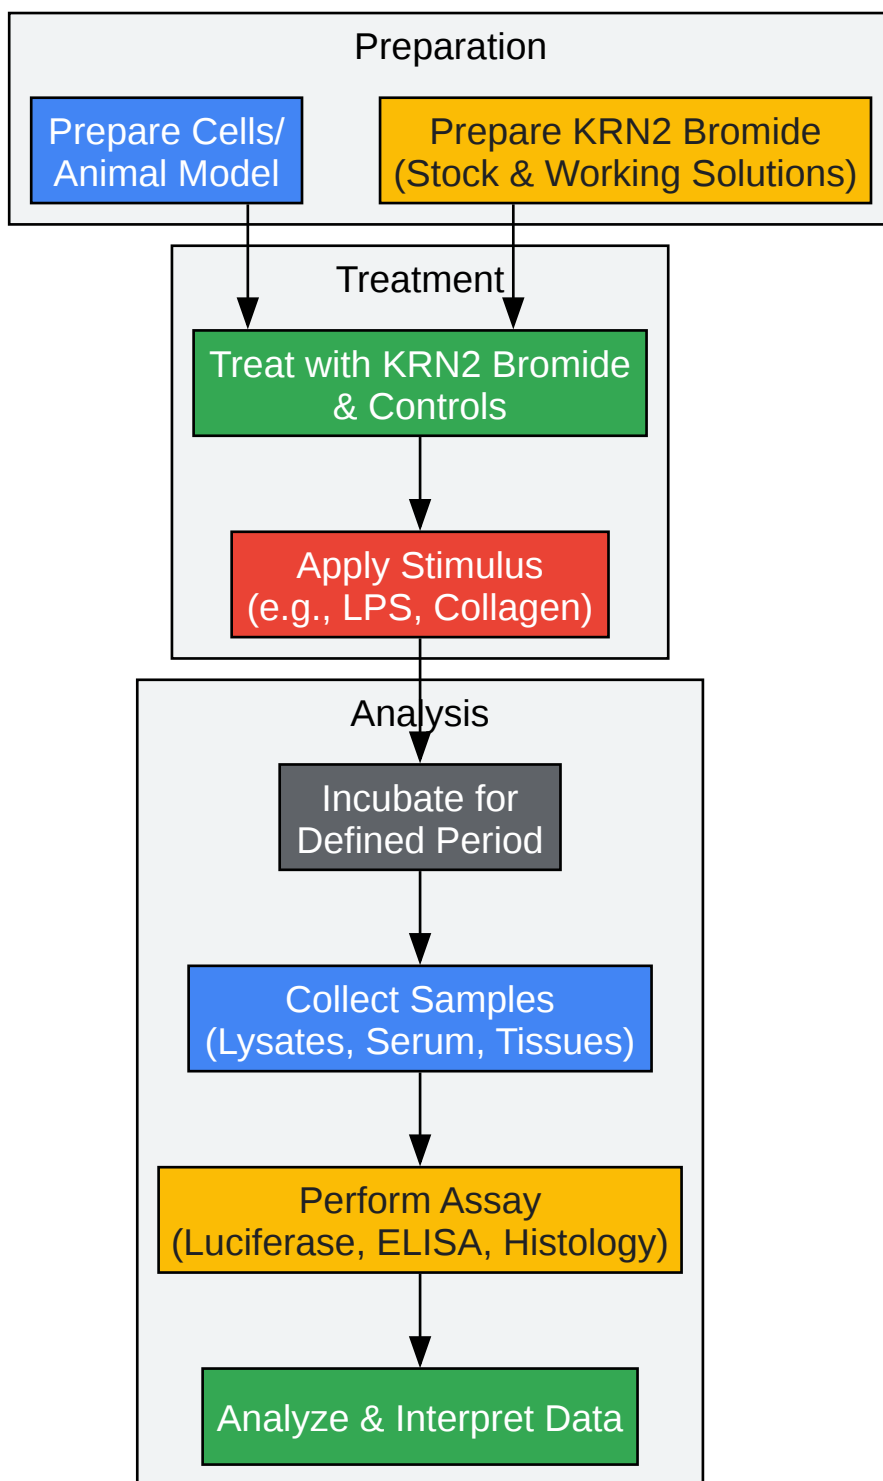 Preparation
Prepare Cells/
Animal Model
Prepare KRN2 Bromide
(Stock & Working Solutions)
Treatment
Treat with KRN2 Bromide
& Controls
Apply Stimulus
(e.g., LPS, Collagen)
Analysis
Incubate for
Defined Period
Collect Samples
(Lysates, Serum, Tissues)
Perform Assay
(Luciferase, ELISA, Histology)
Analyze & Interpret Data